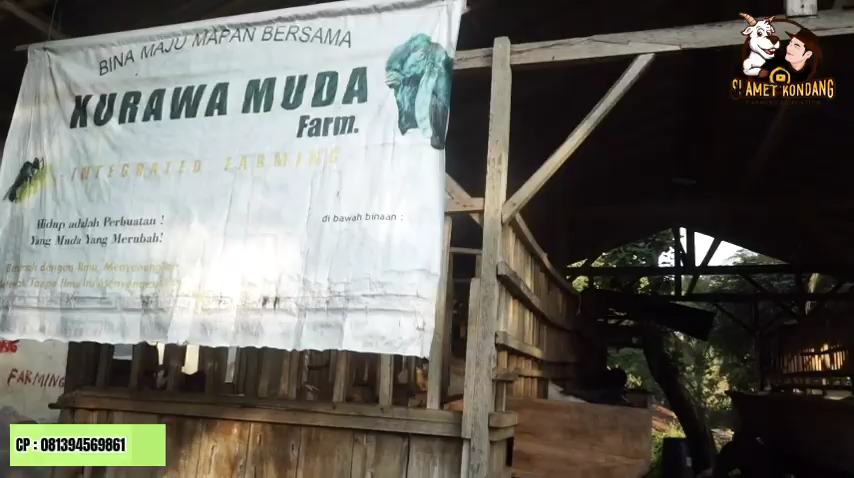 BINA MAJU MAPAN BERSAMA
KURAWA MUDA
Farm.
INTEGRATED FARMING
Hidup adalah Perbuatan !
Yang Muda Yang Merubah!
di bawah binaan :
FARMING
SLAMET KONDANG
CP : 081394569861